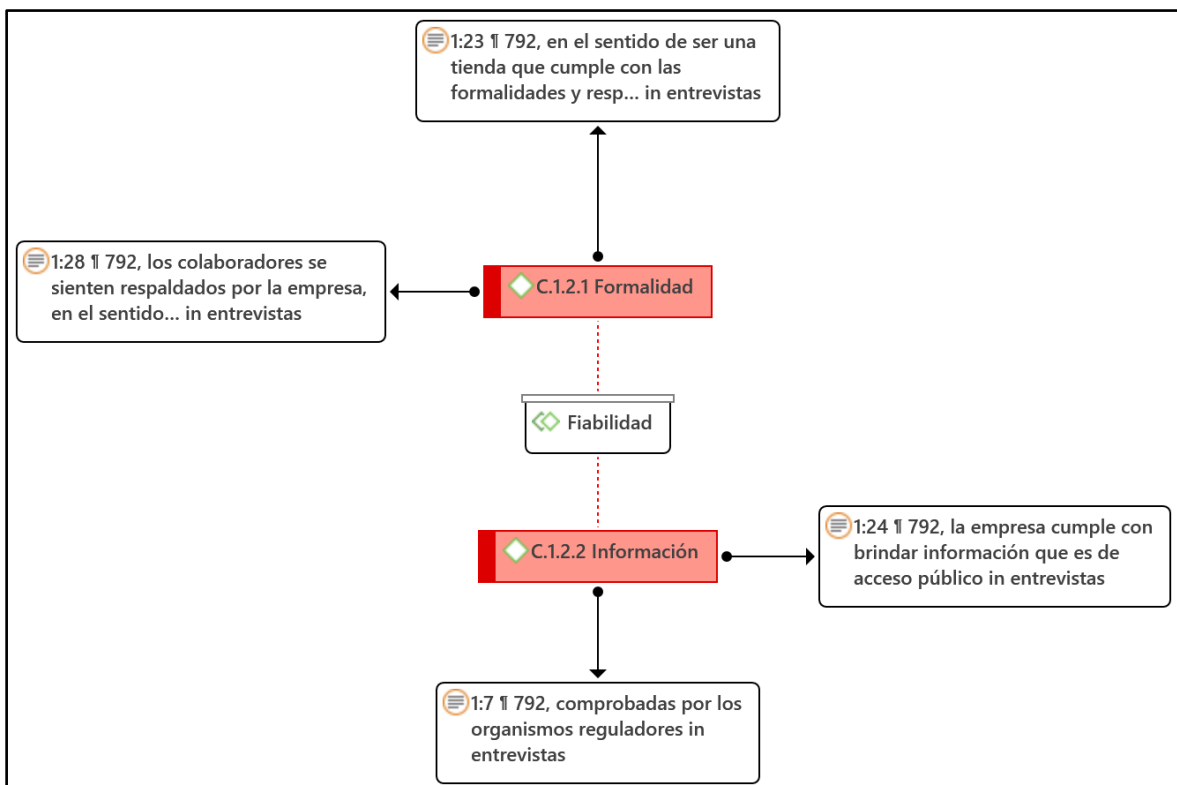 1:23 ¶ 792, en el sentido de ser una
tienda que cumple con las
formalidades y resp... in entrevistas
1:28 ¶ 792, los colaboradores se
sienten respaldados por la empresa,
en el sentido... in entrevistas
C.1.2.1 Formalidad
Fiabilidad
C.1.2.2 Información
1:24 ¶ 792, la empresa cumple con
brindar información que es de
acceso público in entrevistas
1:7 ¶ 792, comprobadas por los
organismos reguladores in
entrevistas